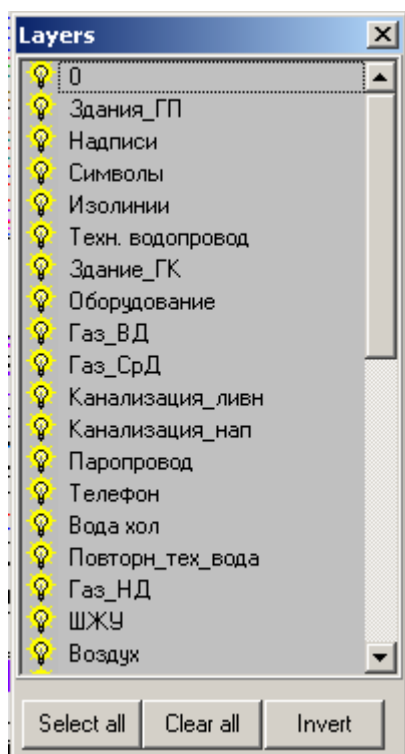 Layers
0
Здания_ГП
Надписи
Символы
Изолинии
Техн. водопровод
Здание_ГК
Оборудование
Газ_ВД
Газ_СрД
Канализация_ливн
Канализация_нап
Паропровод
Телефон
Вода хол
Повторн_тех_вода
Газ_НД
ШЖУ
Воздух
Select all Clear all Invert